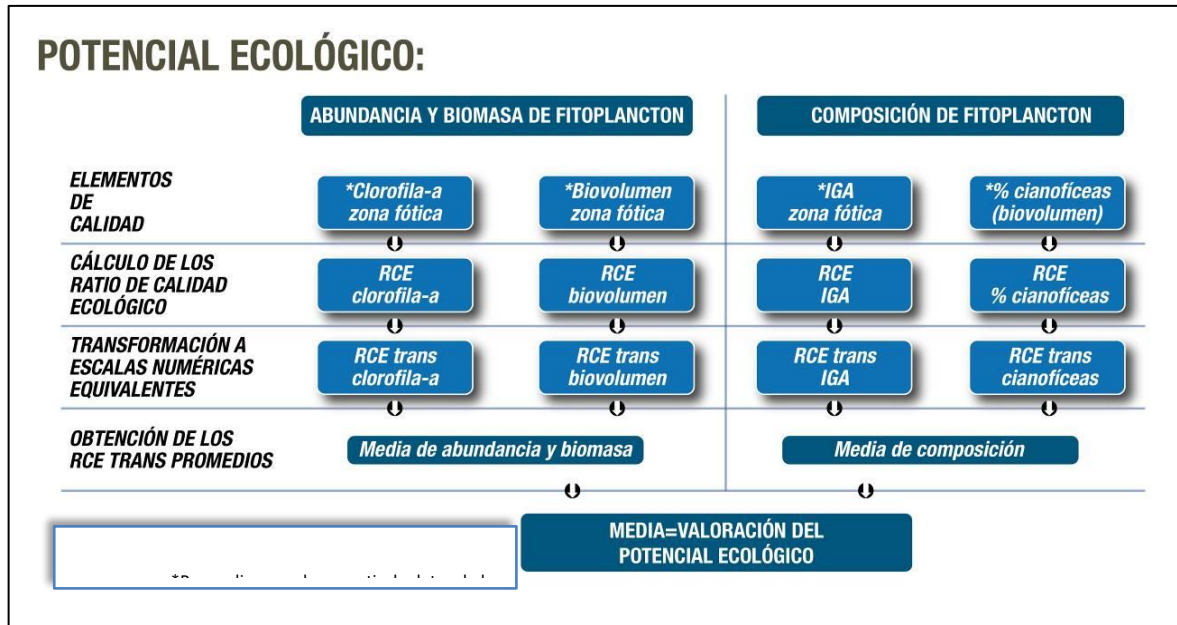 POTENCIAL ECOLÓGICO:
ABUNDANCIA Y BIOMASA DE FITOPLANCTON
COMPOSICIÓN DE FITOPLANCTON
ELEMENTOS
DE
CALIDAD
*Clorofila-a
zona fótica
*Biovolumen
zona fótica
*IGA
zona fótica
*% cianofíceas
(biovolumen)
CÁLCULO DE LOS
RATIO DE CALIDAD
ECOLÓGICO
RCE
clorofila-a
RCE
biovolumen
RCE
IGA
RCE
% cianofíceas
TRANSFORMACIÓN A
ESCALAS NUMÉRICAS
EQUIVALENTES
RCE trans
clorofila-a
RCE trans
biovolumen
RCE trans
IGA
RCE trans
cianofíceas
OBTENCIÓN DE LOS
RCE TRANS PROMEDIOS
Media de abundancia y biomasa
Media de composición
MEDIA=VALORACIÓN DEL
POTENCIAL ECOLÓGICO